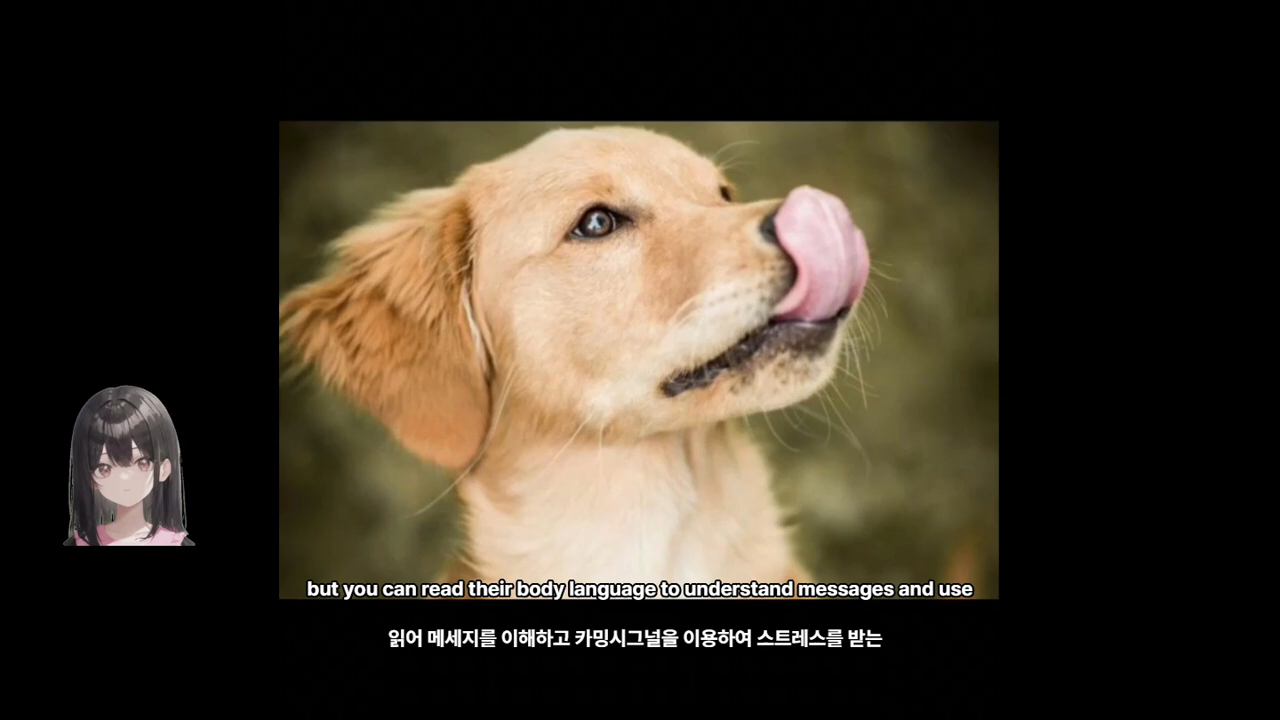 but you can read their body language to understand messages and use
읽어 메세지를 이해하고 카밍시그널을 이용하여 스트레스를 받는